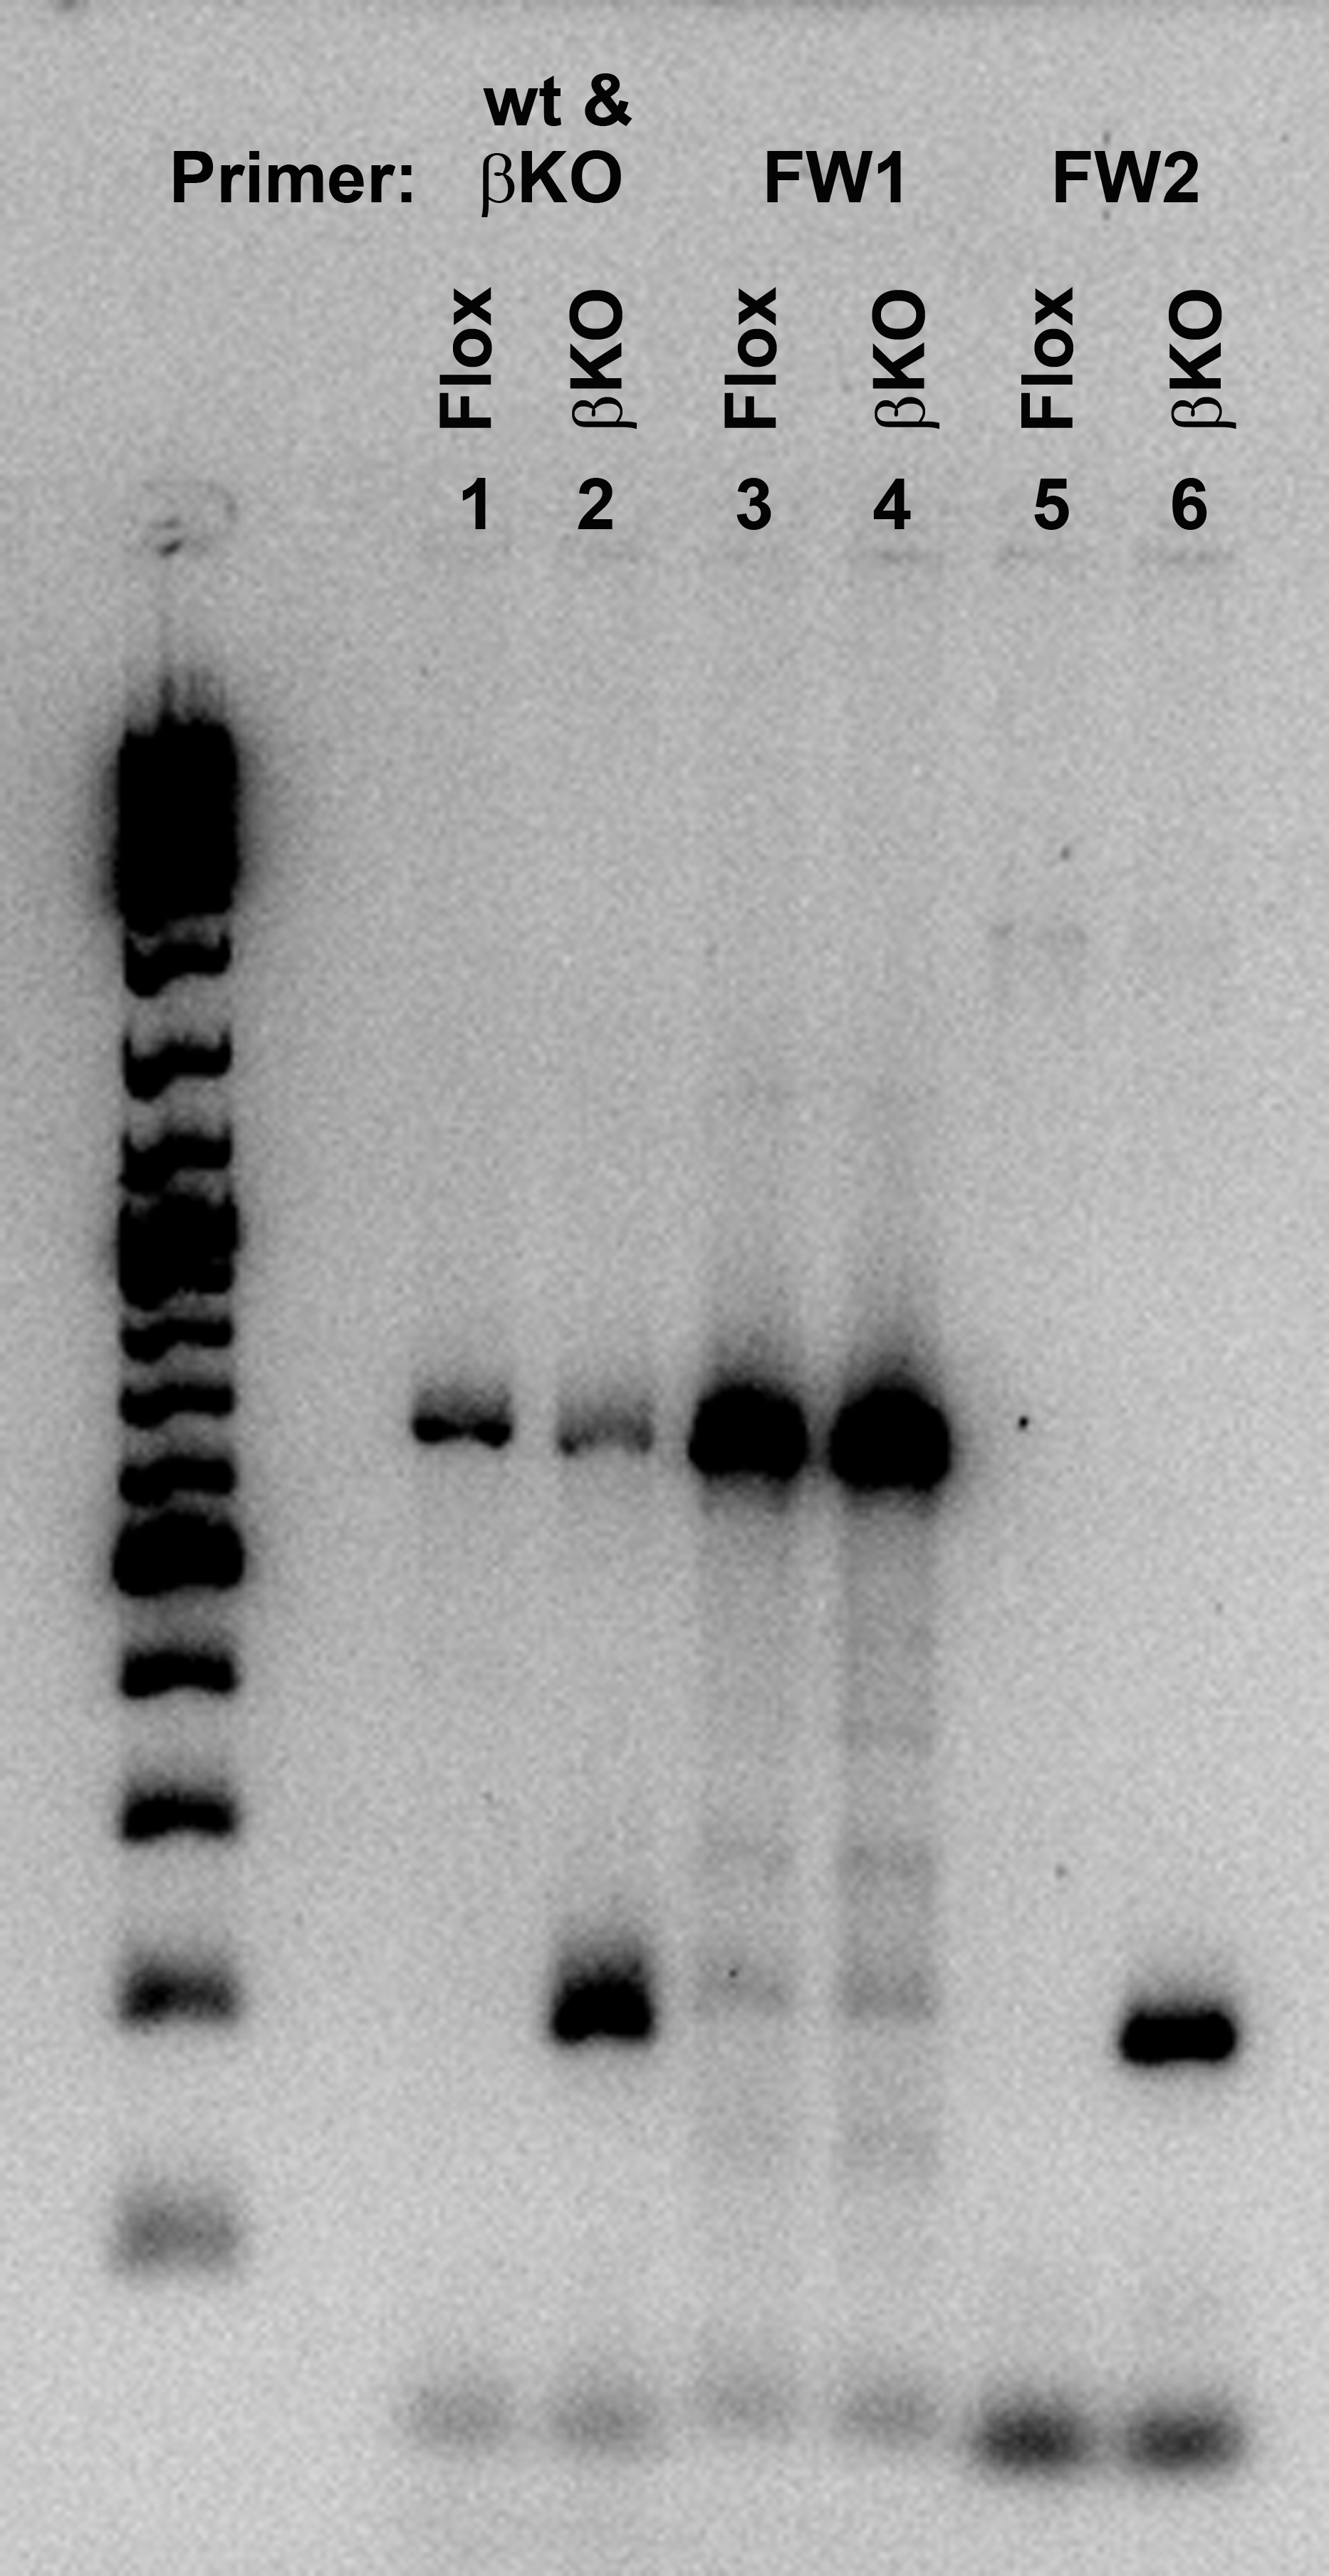 wt &
Primer: βKO FW1 FW2
Flox βKO Flox βKO Flox βKO
1 2 3 4 5 6